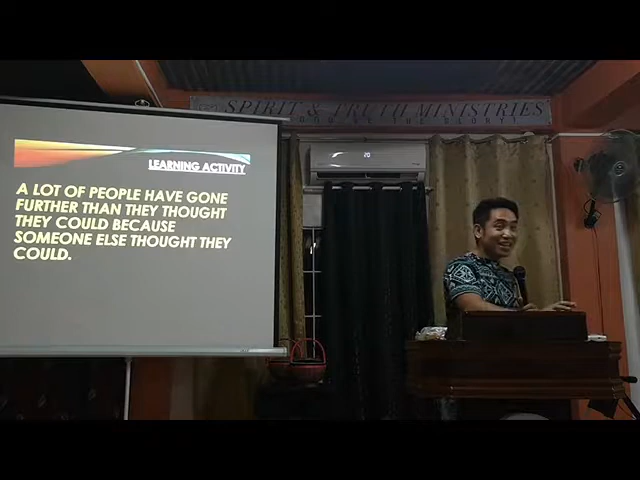 SPIRIT & TRUTH MINISTRIES
LEARNING ACTIVITY
A LOT OF PEOPLE HAVE GONE
FURTHER THAN THEY THOUGHT
THEY COULD BECAUSE
SOMEONE ELSE THOUGHT THEY
COULD.
20